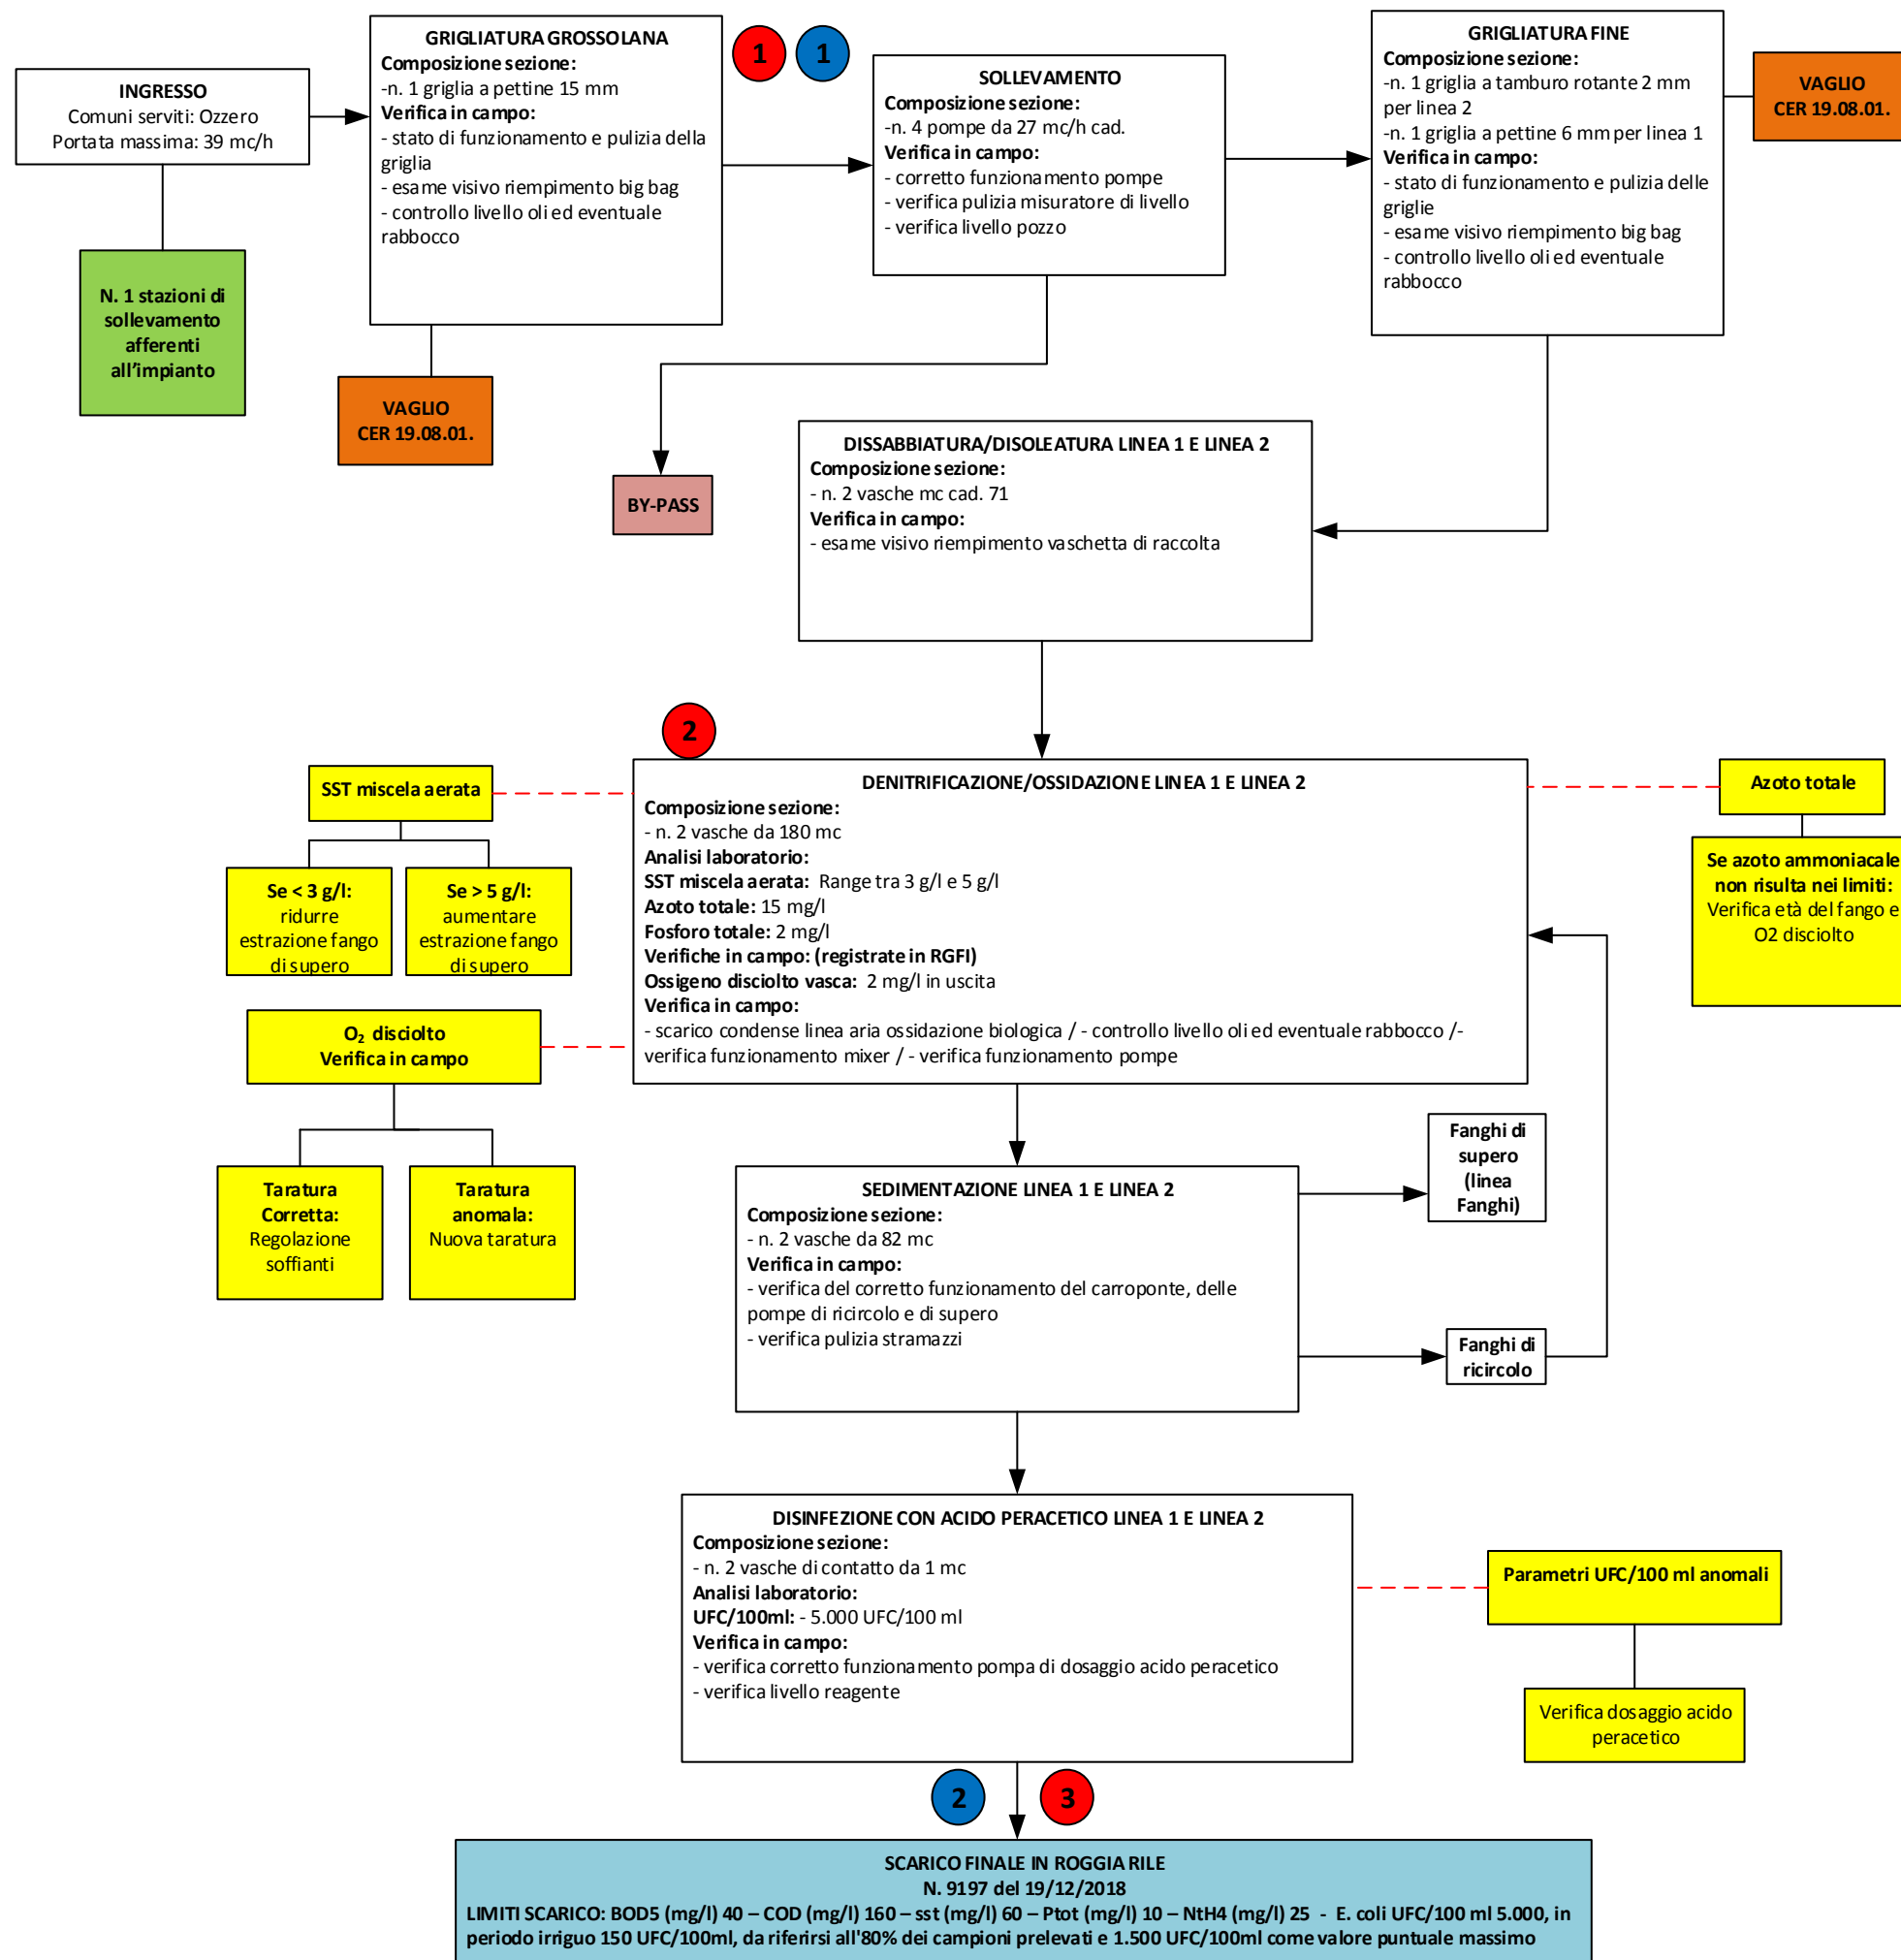 INGRESSO
Comuni serviti: Ozzero
Portata massima: 39 mc/h
N. 1 stazioni di
sollevamento
afferenti
all'impianto
GRIGLIATURA GROSSOLANA
Composizione sezione:
-n. 1 griglia a pettine 15 mm
Verifica in campo:
- stato di funzionamento e pulizia della
griglia
- esame visivo riempimento big bag
- controllo livello oli ed eventuale
rabbocco
VAGLIO
CER 19.08.01.
1
1
SOLLEVAMENTO
Composizione sezione:
-n. 4 pompe da 27 mc/h cad.
Verifica in campo:
- corretto funzionamento pompe
- verifica pulizia misuratore di livello
- verifica livello pozzo
BY-PASS
GRIGLIATURA FINE
Composizione sezione:
-n. 1 griglia a tamburo rotante 2 mm
per linea 2
-n. 1 griglia a pettine 6 mm per linea 1
Verifica in campo:
- stato di funzionamento e pulizia delle
griglie
- esame visivo riempimento big bag
- controllo livello oli ed eventuale
rabbocco
VAGLIO
CER 19.08.01.
DISSABBIATURA/DISOLEATURA LINEA 1 E LINEA 2
Composizione sezione:
- n. 2 vasche mc cad. 71
Verifica in campo:
- esame visivo riempimento vaschetta di raccolta
2
DENITRIFICAZIONE/OSSIDAZIONE LINEA 1 E LINEA 2
Composizione sezione:
- n. 2 vasche da 180 mc
Analisi laboratorio:
SST miscela aerata: Range tra 3 g/l e 5 g/l
Azoto totale: 15 mg/l
Fosforo totale: 2 mg/l
Verifiche in campo: (registrate in RGFI)
Ossigeno disciolto vasca: 2 mg/l in uscita
Verifica in campo:
- scarico condense linea aria ossidazione biologica / - controllo livello oli ed eventuale rabbocco /-
verifica funzionamento mixer / - verifica funzionamento pompe
SST miscela aerata
Se < 3 g/l:
ridurre
estrazione fango
di supero
Se > 5 g/l:
aumentare
estrazione fango
di supero
O₂ disciolto
Verifica in campo
Taratura
Corretta:
Regolazione
soffianti
Taratura
anomala:
Nuova taratura
Azoto totale
Se azoto ammoniacale
non risulta nei limiti:
Verifica età del fango e
O2 disciolto
SEDIMENTAZIONE LINEA 1 E LINEA 2
Composizione sezione:
- n. 2 vasche da 82 mc
Verifica in campo:
- verifica del corretto funzionamento del carroponte, delle
pompe di ricircolo e di supero
- verifica pulizia stramazzi
Fanghi di
supero
(linea
Fanghi)
Fanghi di
ricircolo
DISINFEZIONE CON ACIDO PERACETICO LINEA 1 E LINEA 2
Composizione sezione:
- n. 2 vasche di contatto da 1 mc
Analisi laboratorio:
UFC/100ml: - 5.000 UFC/100 ml
Verifica in campo:
- verifica corretto funzionamento pompa di dosaggio acido peracetico
- verifica livello reagente
Parametri UFC/100 ml anomali
Verifica dosaggio acido
peracetico
2
3
SCARICO FINALE IN ROGGIA RILE
N. 9197 del 19/12/2018
LIMITI SCARICO: BOD5 (mg/l) 40 – COD (mg/l) 160 – sst (mg/l) 60 – Ptot (mg/l) 10 – NtH4 (mg/l) 25 - E. coli UFC/100 ml 5.000, in
periodo irriguo 150 UFC/100ml, da riferirsi all'80% dei campioni prelevati e 1.500 UFC/100ml come valore puntuale massimo